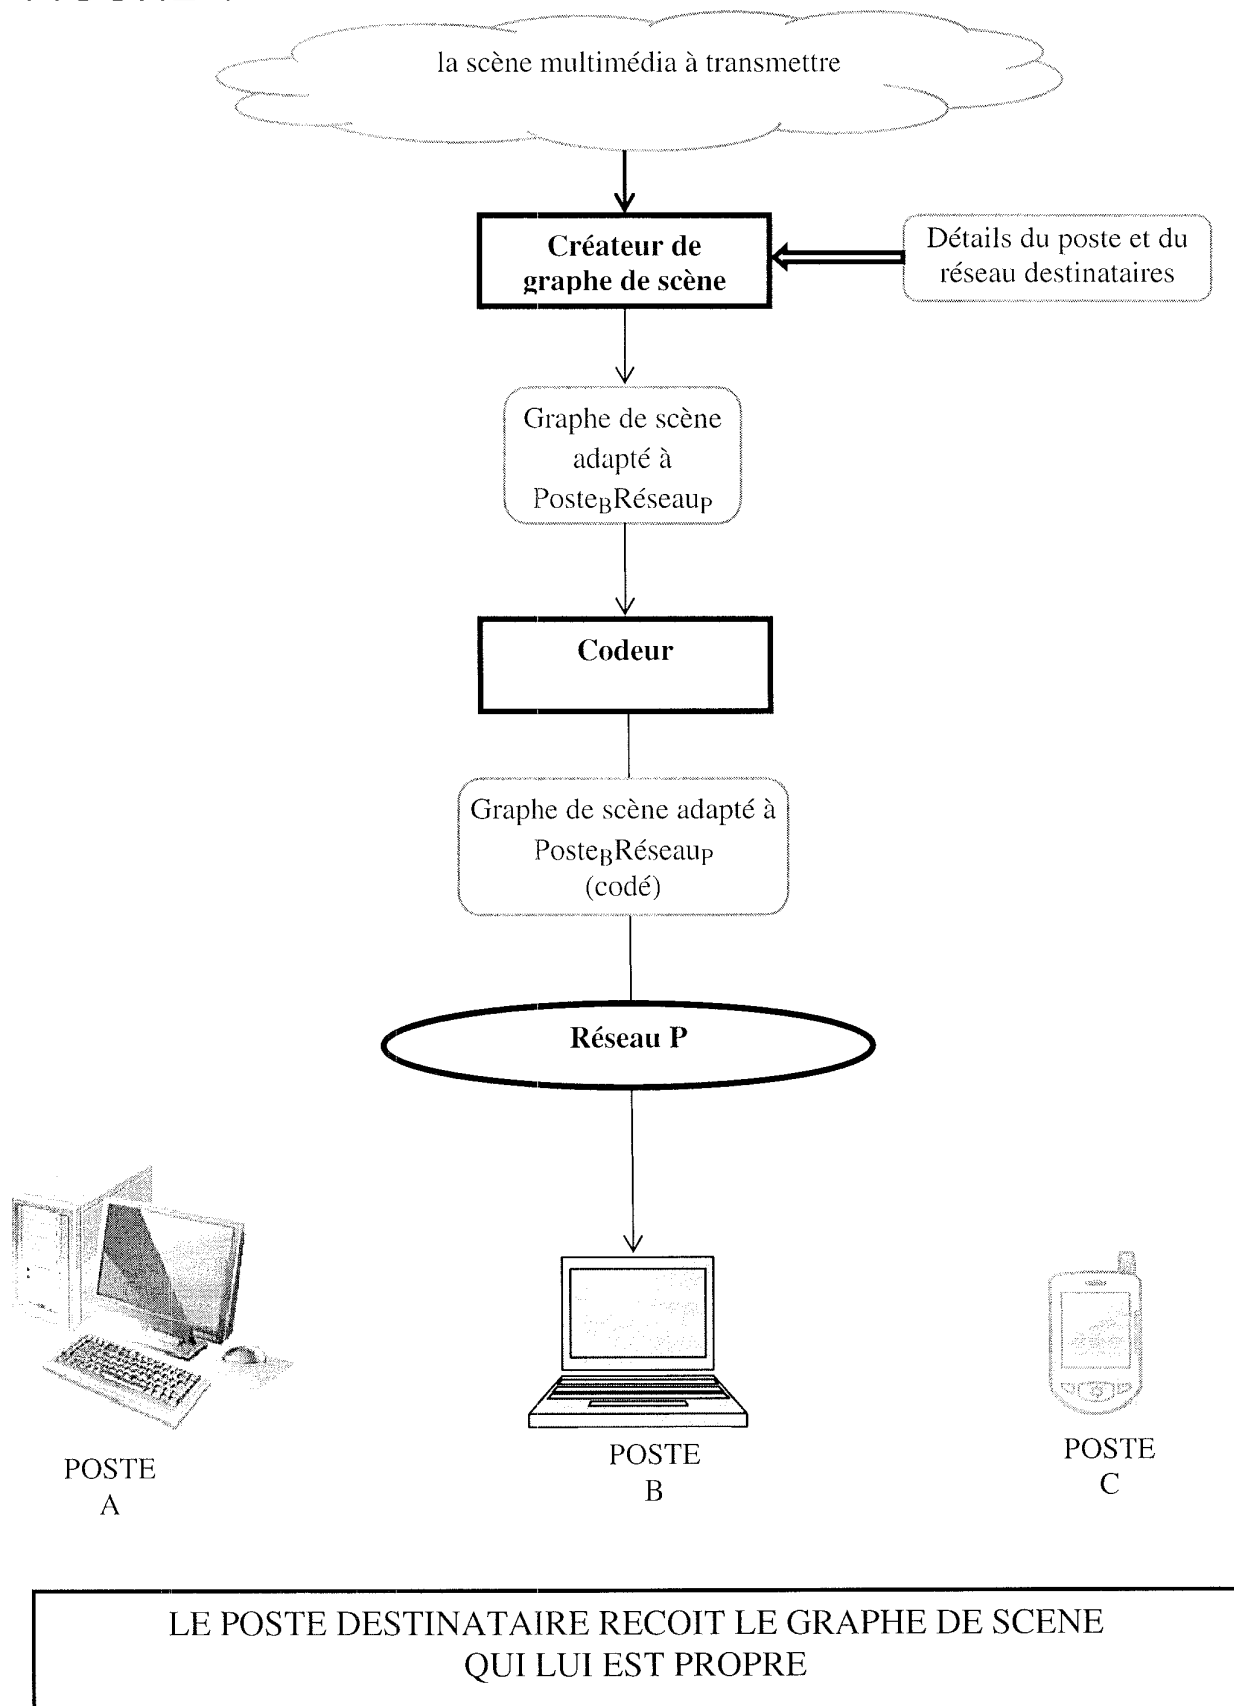 la scène multimédia à transmettre
Créateur de
graphe de scène
Détails du poste et du
réseau destinataires
Graphe de scène
adapté à
PosteBRéseauP
Codeur
Graphe de scène adapté à
PosteBRéseauP
(codé)
Réseau P
POSTE
A
POSTE
B
POSTE
C
LE POSTE DESTINATAIRE RECOIT LE GRAPHE DE SCENE
QUI LUI EST PROPRE